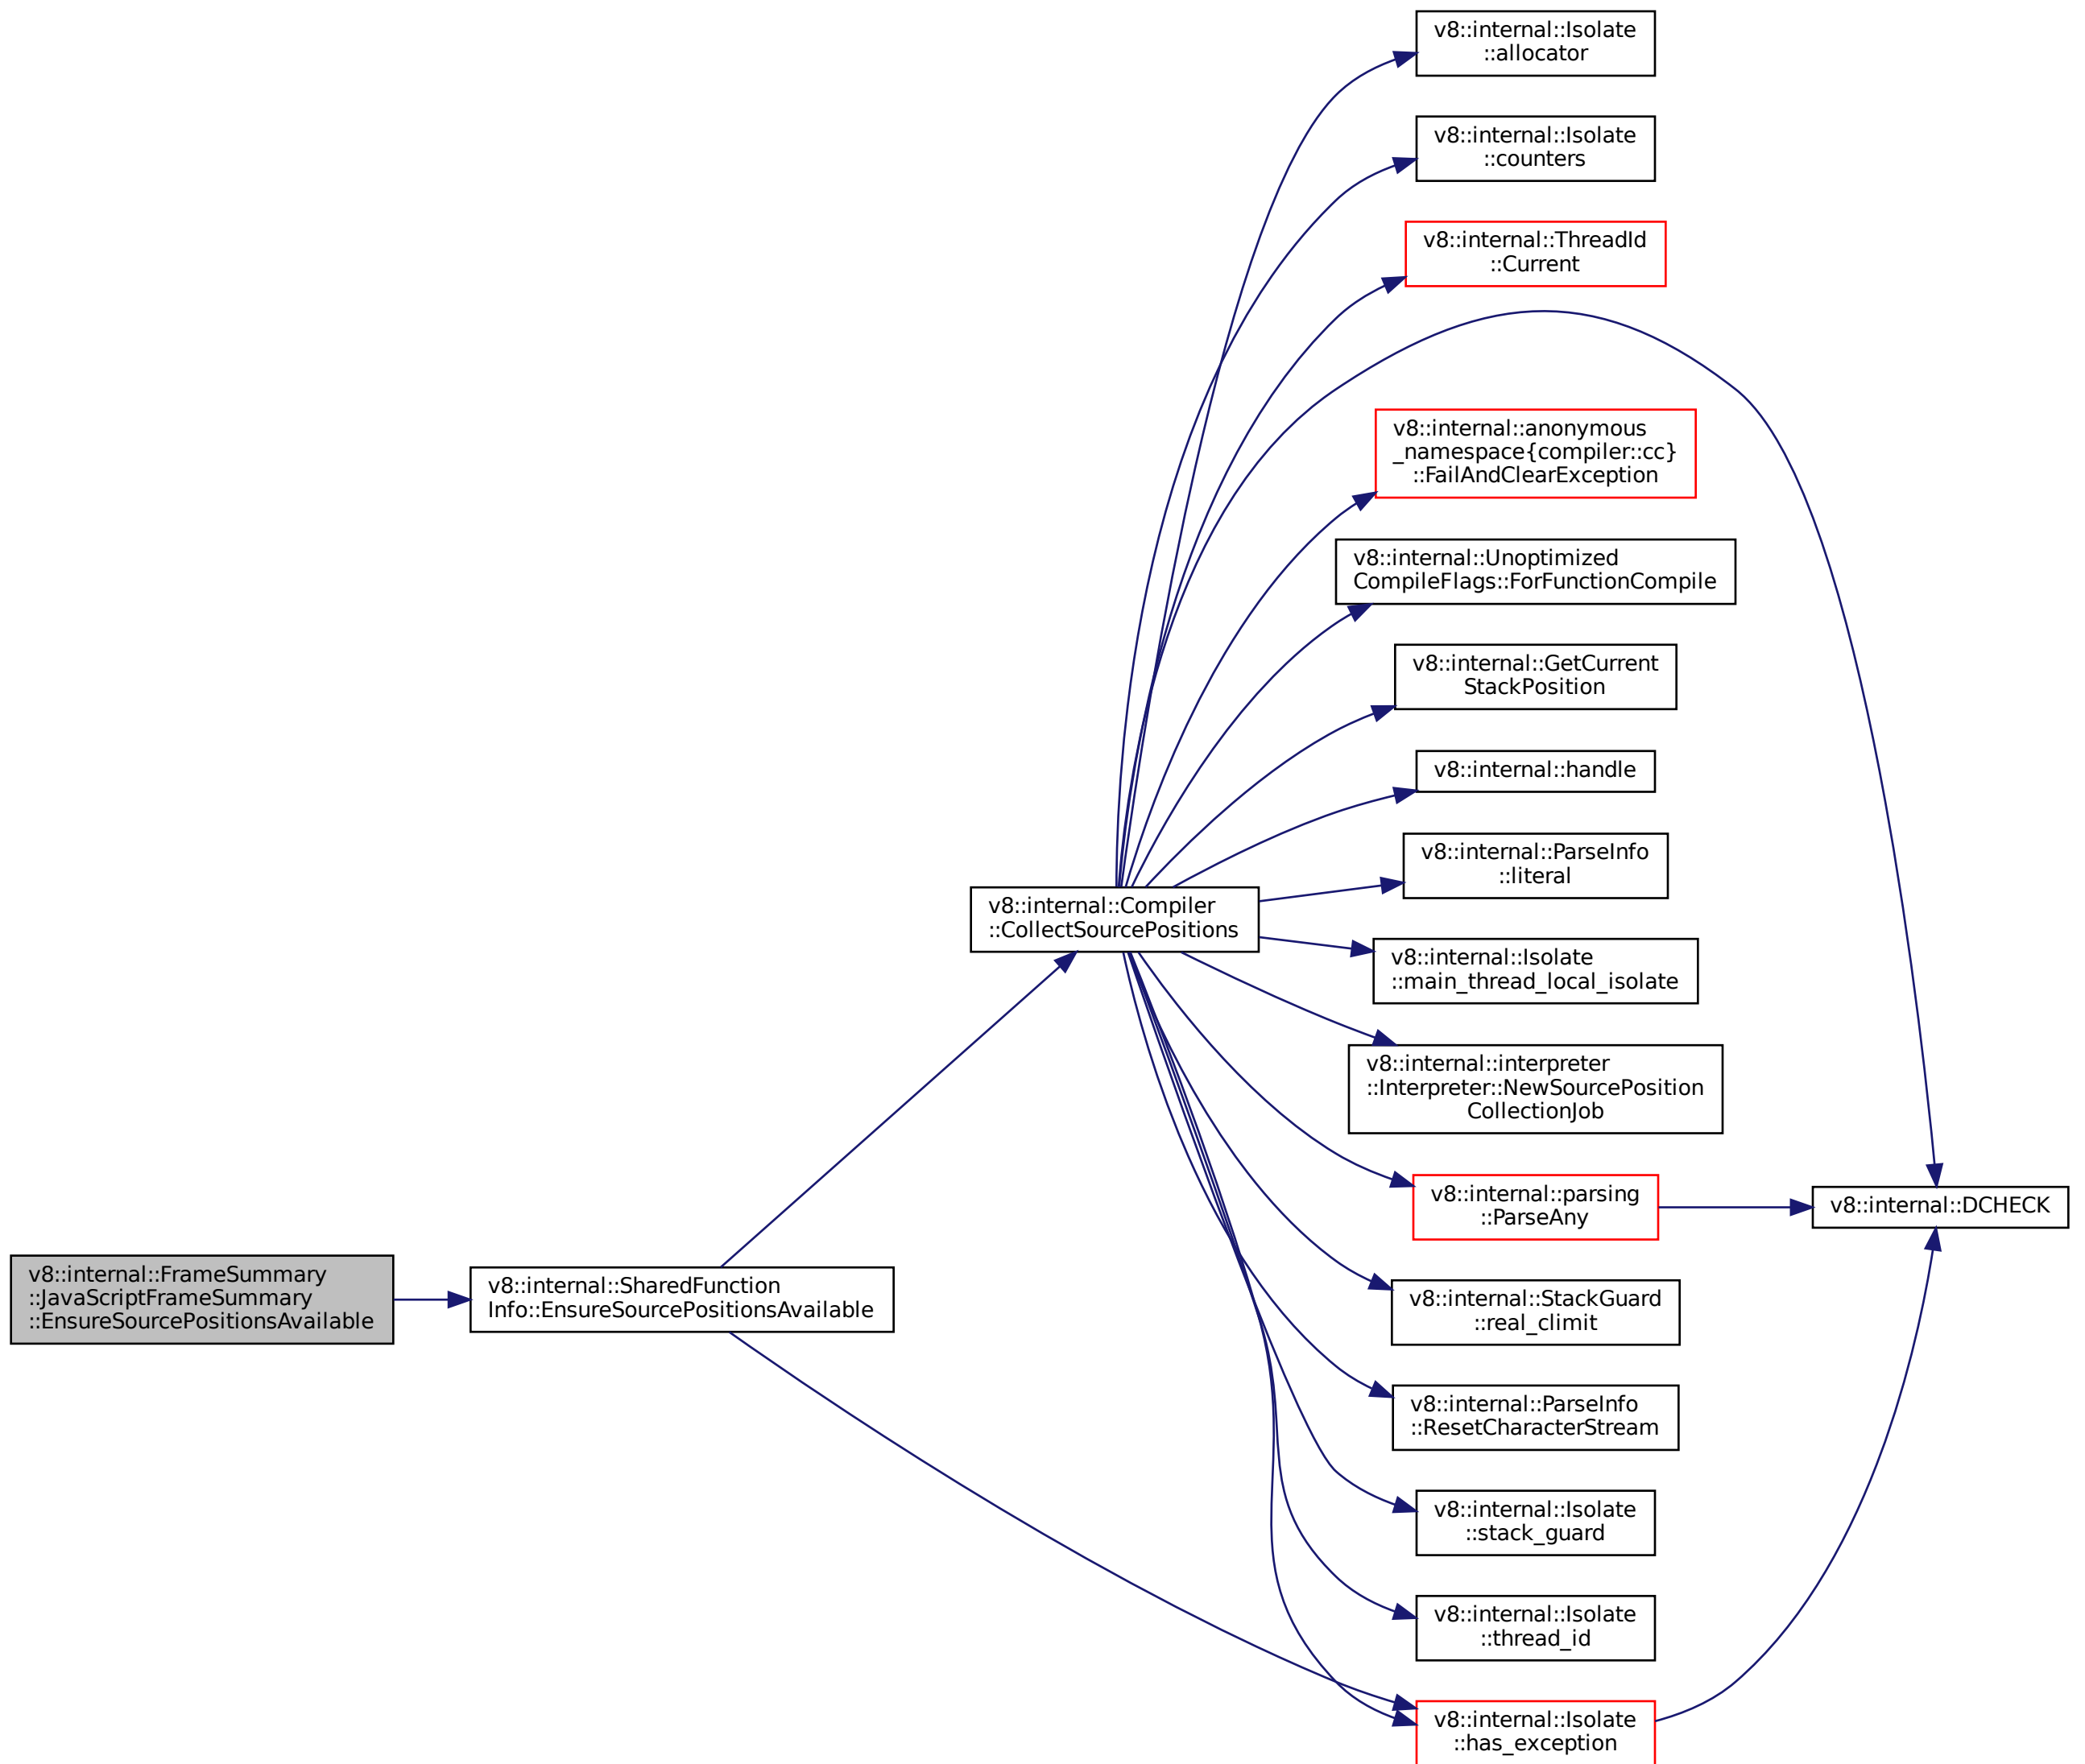 v8::internal::Isolate
::allocator
v8::internal::Isolate
::counters
v8::internal::ThreadId
::Current
v8::internal::anonymous
_namespace{compiler::cc}
::FailAndClearException
v8::internal::Unoptimized
CompileFlags::ForFunctionCompile
v8::internal::GetCurrent
StackPosition
v8::internal::handle
v8::internal::ParseInfo
::literal
v8::internal::Compiler
::CollectSourcePositions
v8::internal::Isolate
::main_thread_local_isolate
v8::internal::interpreter
::Interpreter::NewSourcePosition
CollectionJob
v8::internal::parsing
::ParseAny
v8::internal::DCHECK
v8::internal::FrameSummary
::JavaScriptFrameSummary
::EnsureSourcePositionsAvailable
v8::internal::SharedFunction
Info::EnsureSourcePositionsAvailable
v8::internal::StackGuard
::real_climit
v8::internal::ParseInfo
::ResetCharacterStream
v8::internal::Isolate
::stack_guard
v8::internal::Isolate
::thread_id
v8::internal::Isolate
::has_exception